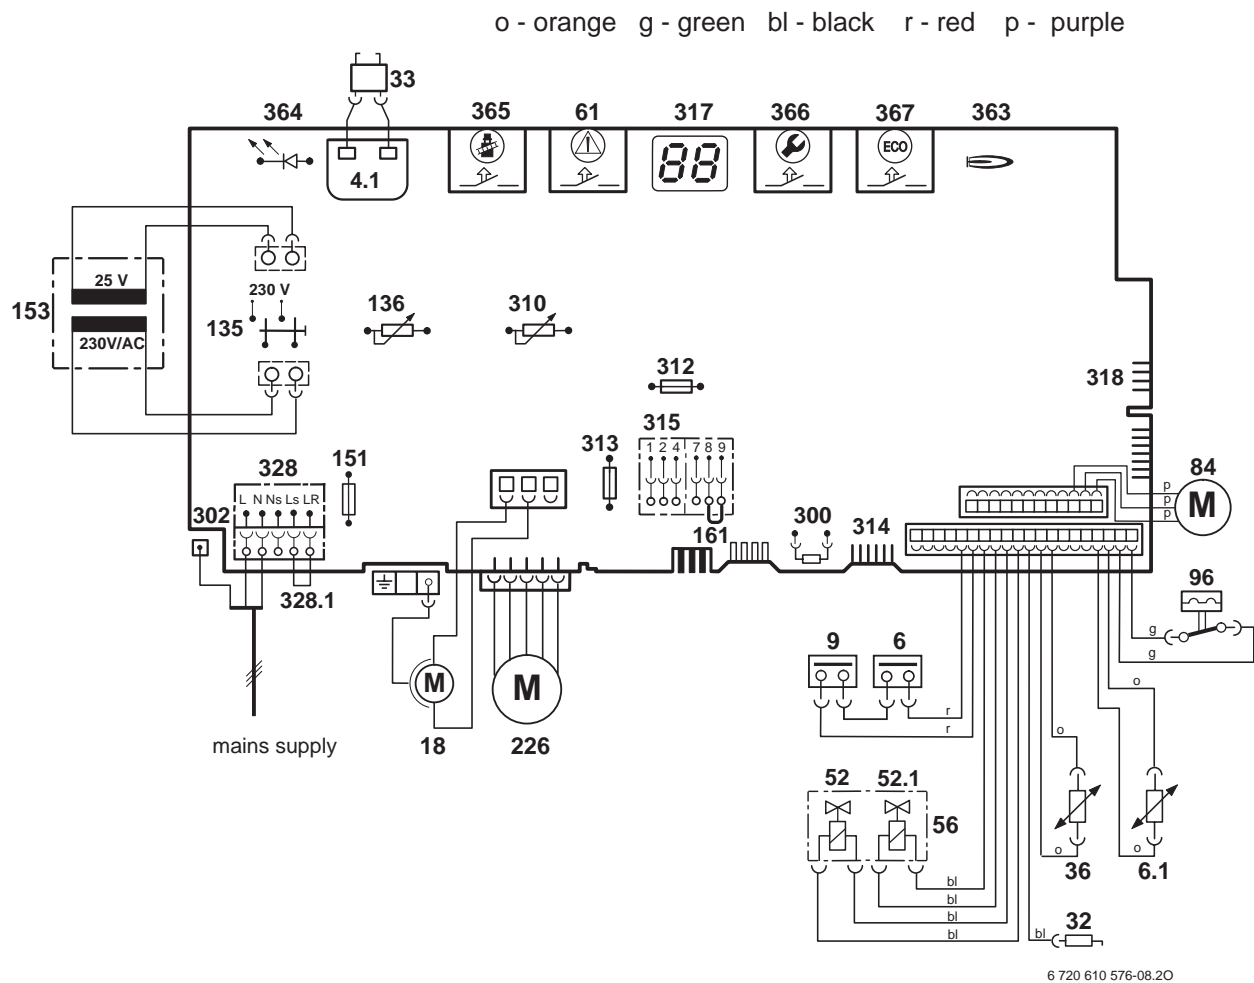 o - orange g - green bl - black r - red p - purple
33
364 365 61 317 366 367 363
ECO
4.1
88
25 V
153
230V/AC
230 V
135
136 310
312
318
315
1 2 4 7 8 9
313
151
328
L N Ns Ls LR
302
84
M
p
p
p
161
300
314
328.1
96
g
g
9 6
r
r
M
M
18
226
mains supply
o
o
52 52.1
56
36
6.1
o
o
bl
bl
bl
bl
bl
32
6 720 610 576-08.2O